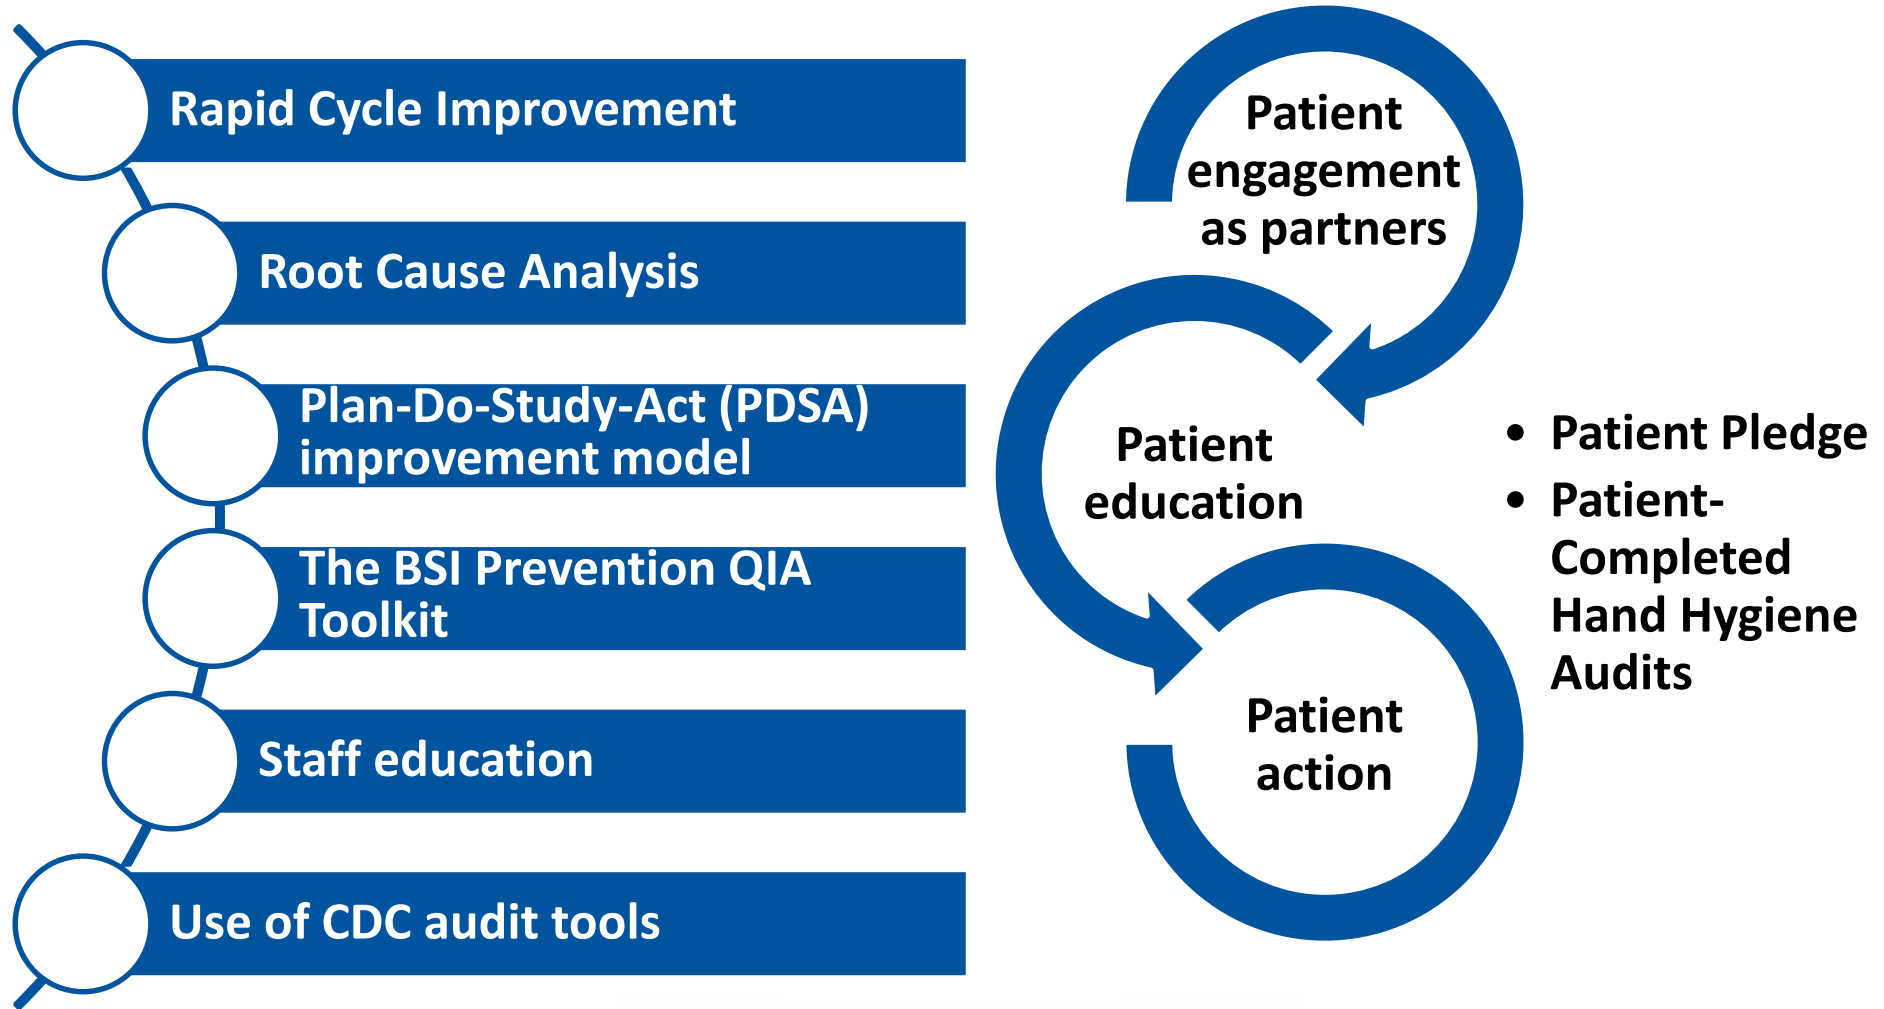 Rapid Cycle Improvement
Root Cause Analysis
Plan-Do-Study-Act (PDSA)
improvement model
The BSI Prevention QIA
Toolkit
Staff education
Use of CDC audit tools
Patient
engagement
as partners
Patient
education
Patient
action
• Patient Pledge
• Patient-
Completed
Hand Hygiene
Audits